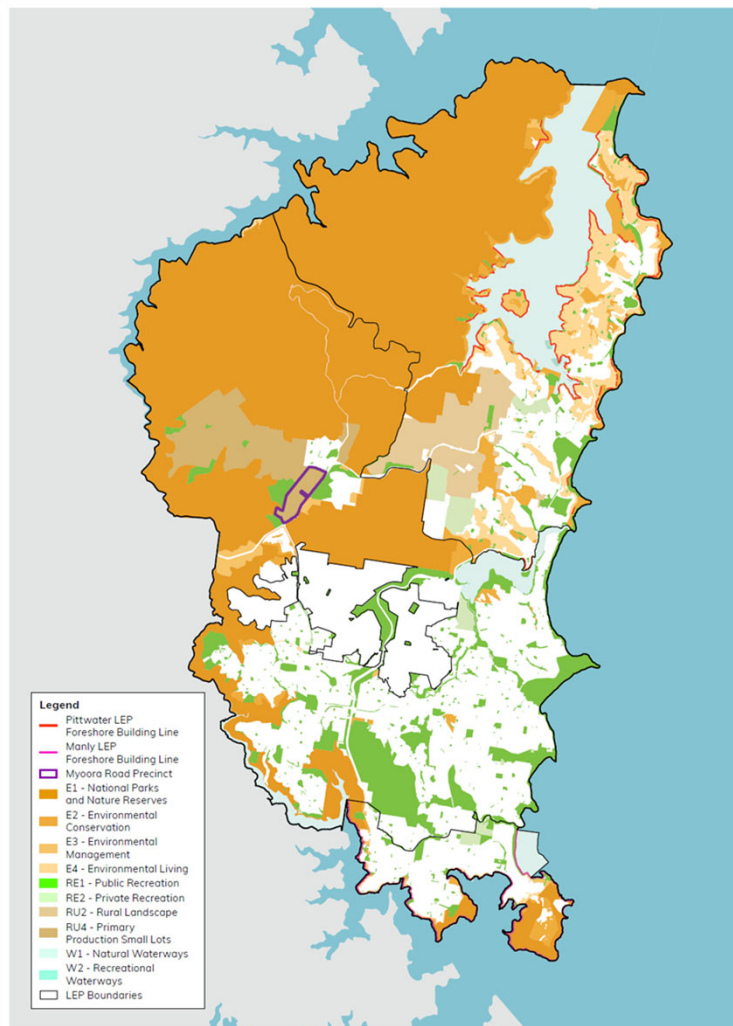 Legend
Pittwater LEP
Foreshore Building Line
Manly LEP
Foreshore Building Line
Myoora Road Precinct
E1 - National Parks
and Nature Reserves
E2 - Environmental
Conservation
E3 - Environmental
Management
E4 - Environmental Living
RE1 - Public Recreation
RE2 - Private Recreation
RU2 - Rural Landscape
RU4 - Primary
Production Small Lots
W1 - Natural Waterways
W2 - Recreational
Waterways
LEP Boundaries